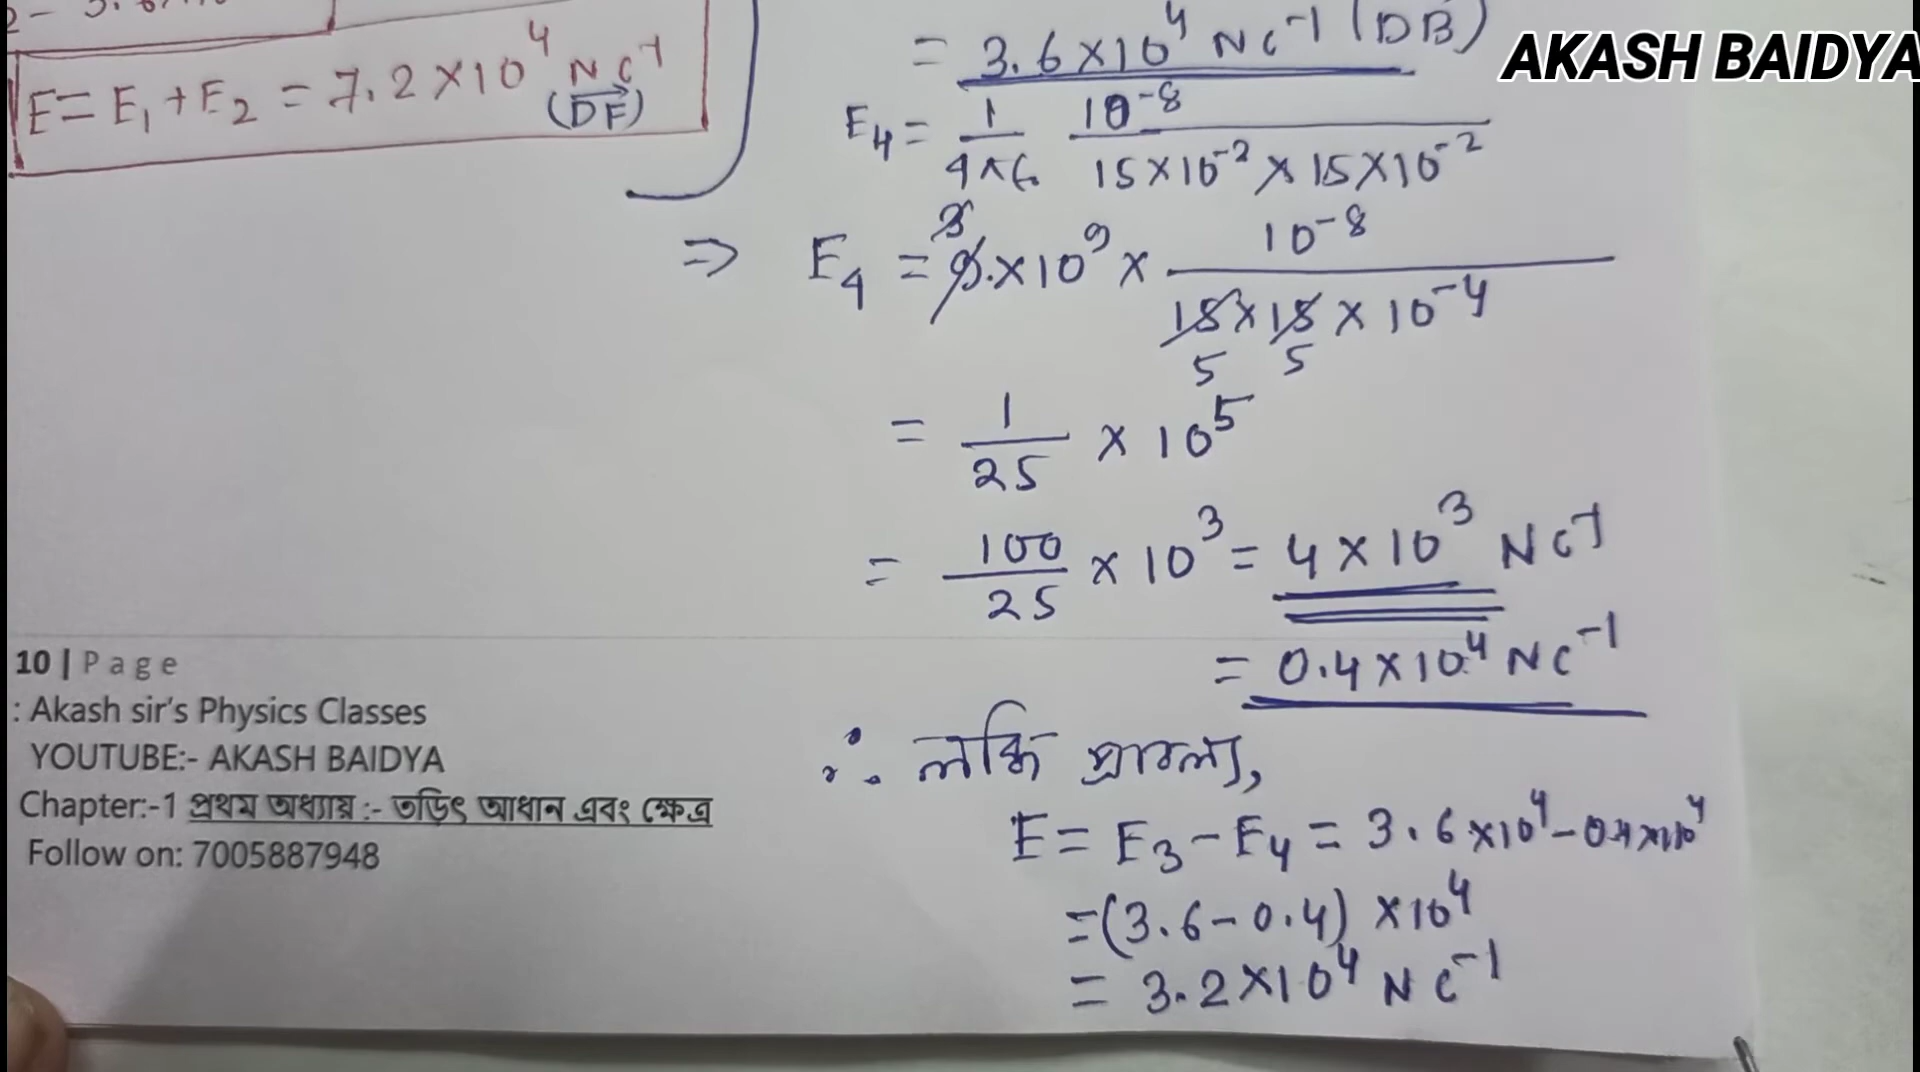 E = E₁ + E₂ = 7.2 × 10⁴ NC⁻¹
(DF)
= 3.6 × 10⁴ NC⁻¹ (DB)
AKASH BAIDYA
E₄ = 1 10⁻⁸
15 × 10⁻² × 15 × 10⁻²
3
⇒ E₄ = 9 × 10⁹ × 10⁻⁸
15 × 15 × 10⁻⁴
5 5
= 1/25 × 10⁵
= 100/25 × 10³ = 4 × 10³ NC⁻¹
= 0.4 × 10⁴ NC⁻¹
∴ লব্ধি প্রাবল্য,
E = E₃ − E₄ = 3.6 × 10⁴ − 0.4 × 10⁴
= (3.6 − 0.4) × 10⁴
= 3.2 × 10⁴ NC⁻¹
10 | Page
: Akash sir's Physics Classes
YOUTUBE:- AKASH BAIDYA
Chapter:-1 প্রথম অধ্যায় :- তড়িৎ আধান এবং ক্ষেত্র
Follow on: 7005887948